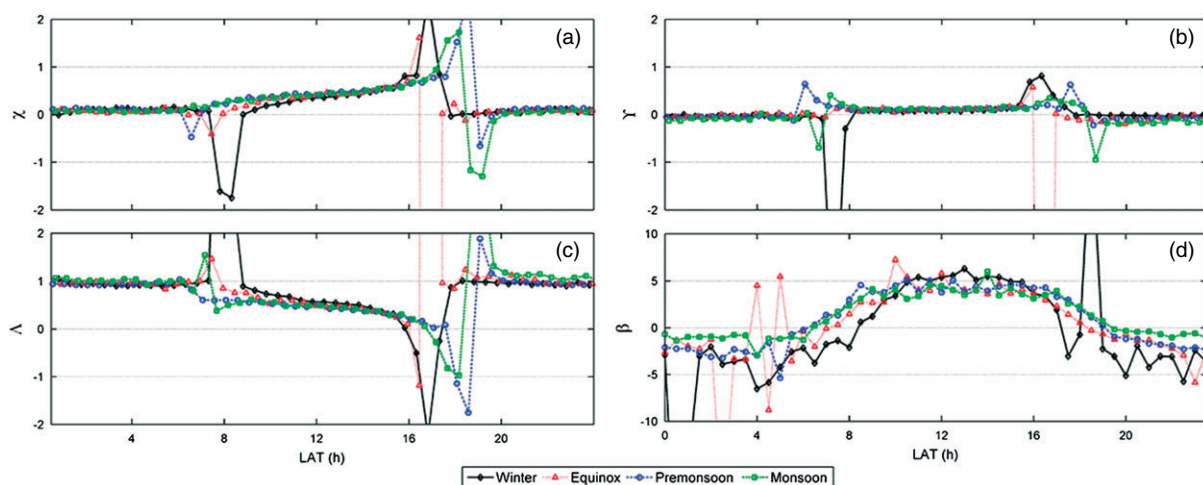 (a)
2
1
0
-1
-2
χ
(b)
2
1
0
-1
-2
ϒ
(c)
2
1
0
-1
-2
Λ
4 8 12 16 20
LAT (h)
(d)
10
5
0
-5
-10
β
0 4 8 12 16 20
LAT (h)
Winter Equinox Premonsoon Monsoon